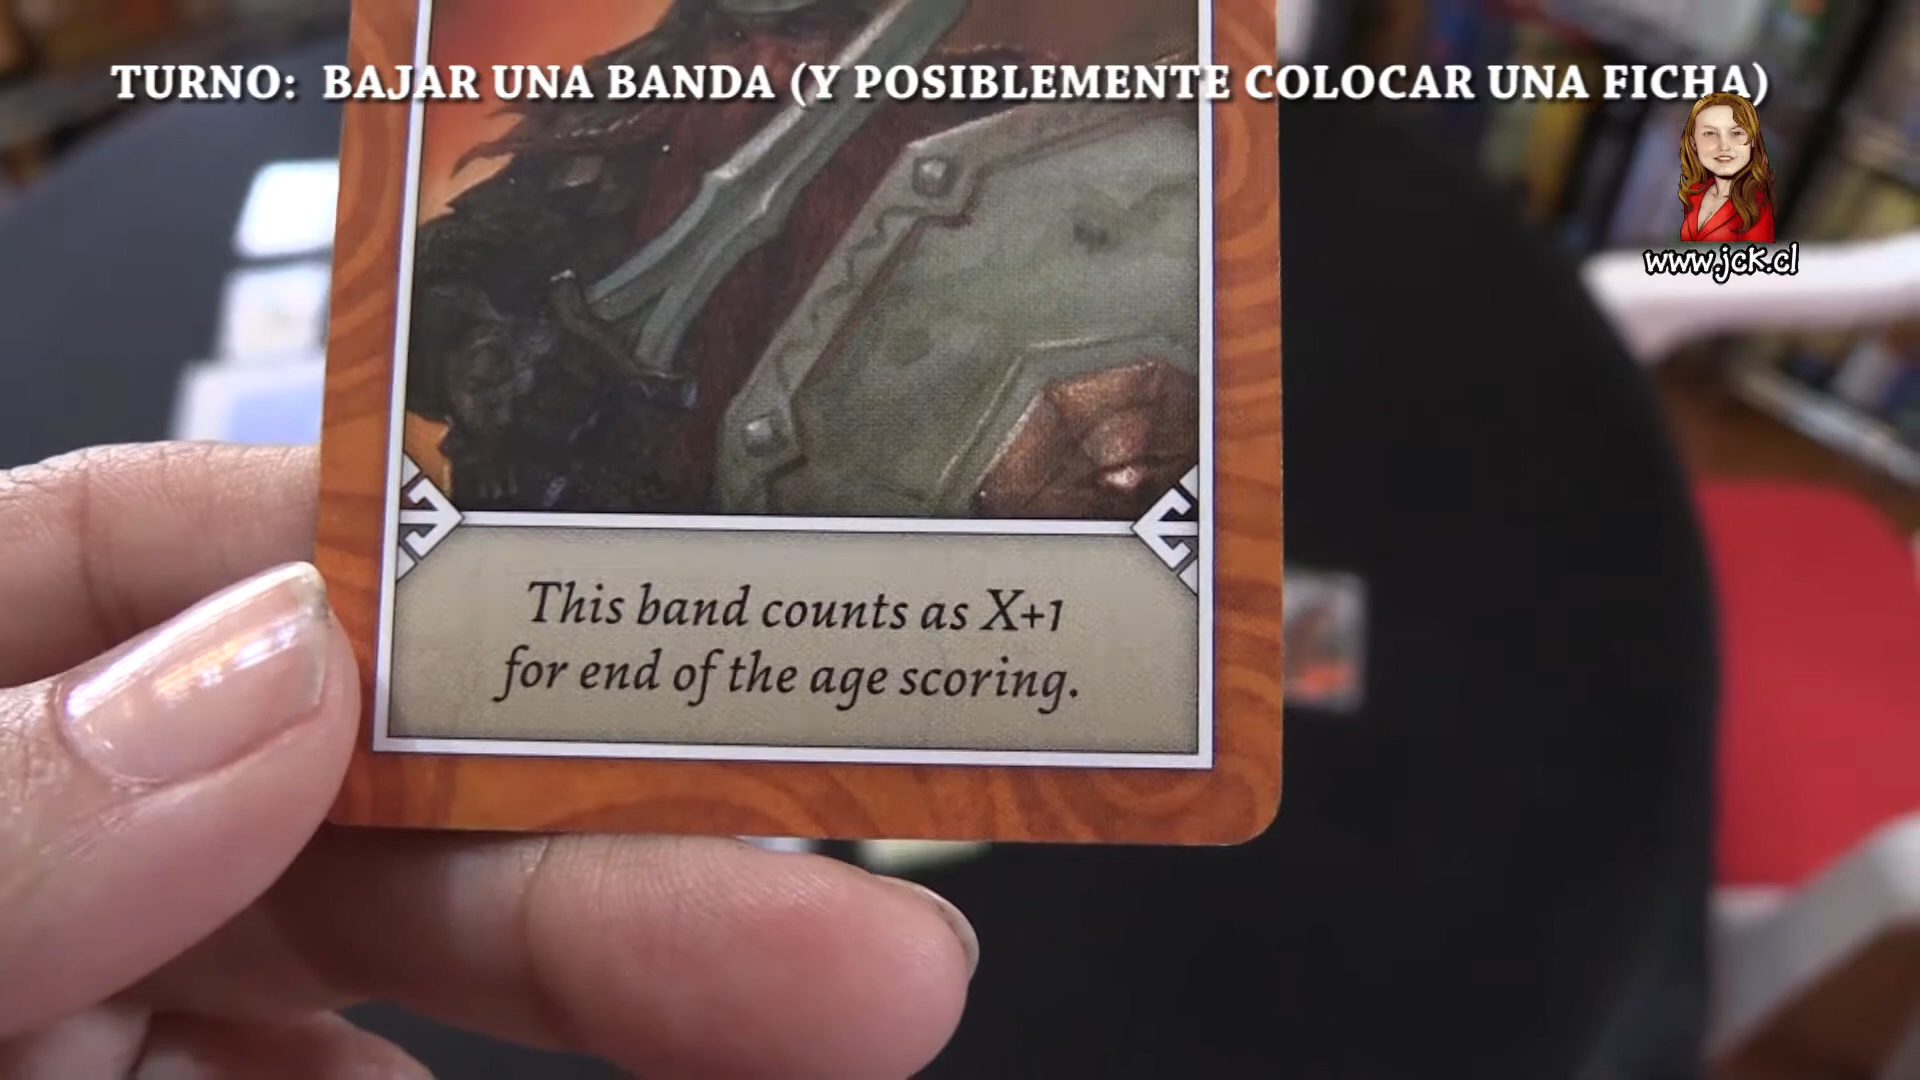 TURNO: BAJAR UNA BANDA (Y POSIBLEMENTE COLOCAR UNA FICHA)
www.jck.cl
This band counts as X+1
for end of the age scoring.